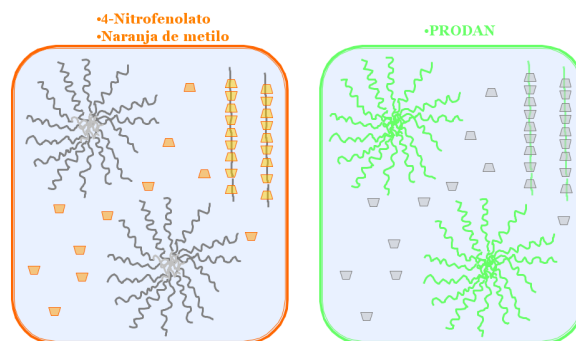 •4-Nitrofenolato
•Naranja de metilo
•PRODAN